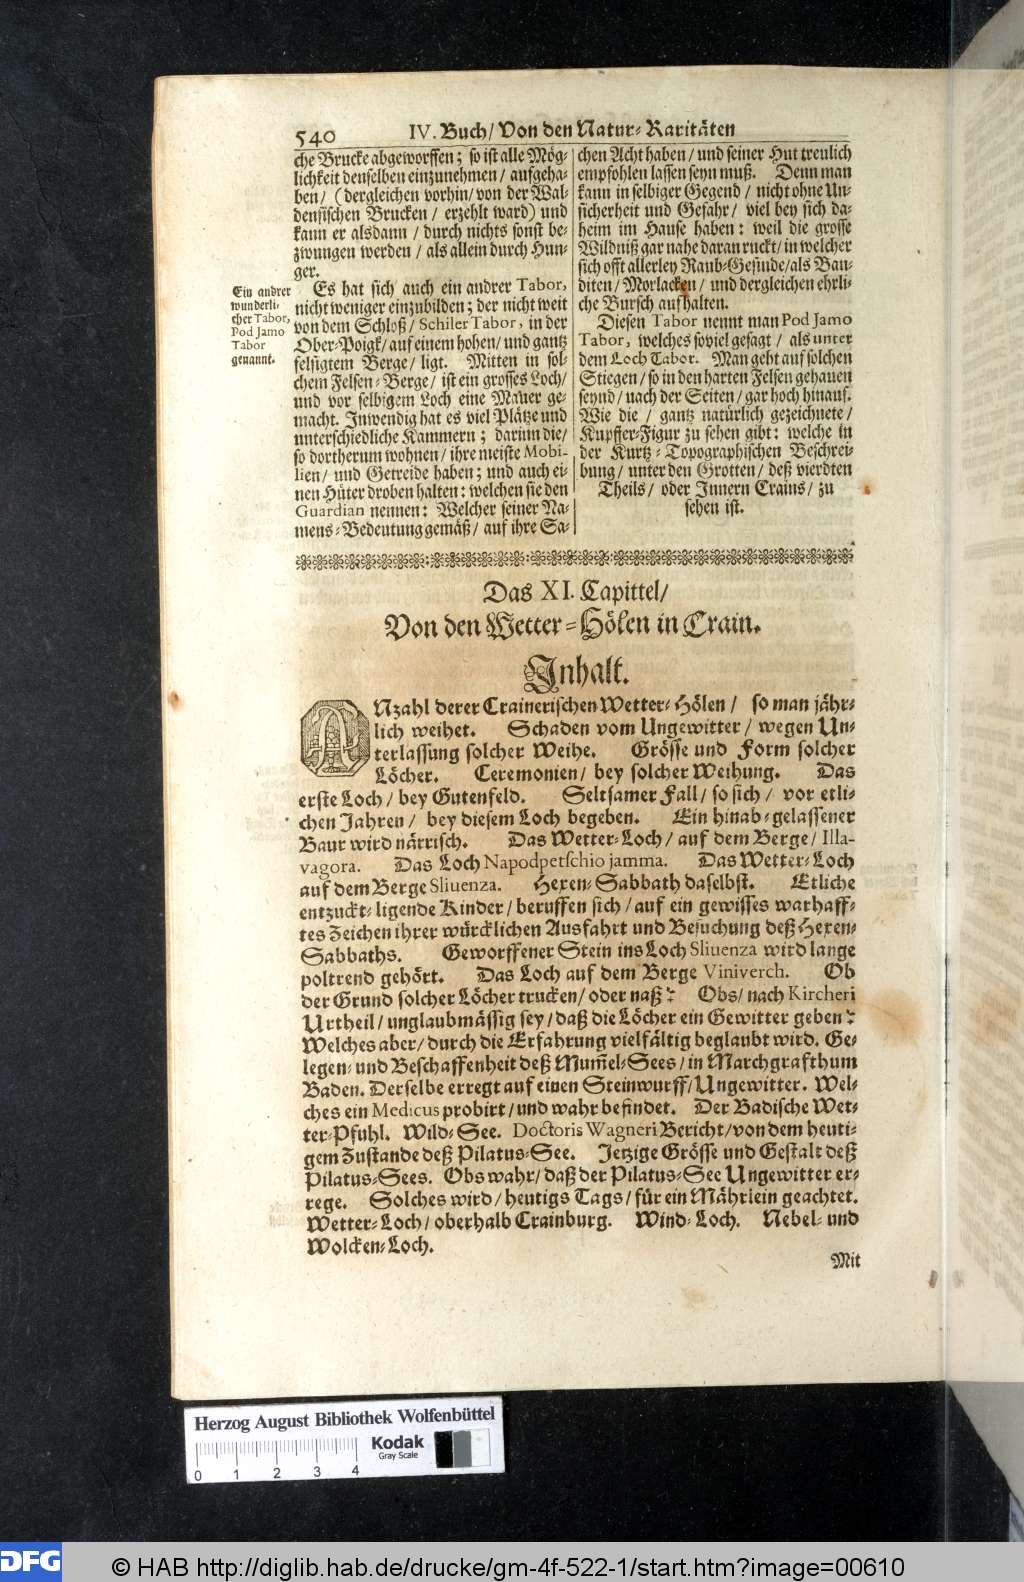 540
IV. Buch/ Von den Natur-Raritäten
che Brucke abgeworffen; so ist alle Mög-
lichkeit denselben einzunehmen/ aufgeha-
ben/ (dergleichen vorhin/ von der Wal-
densischen Brucken/ erzehlt ward) und
kann er alsdann/ durch nichts sonst be-
zwungen werden/ als allein durch Hun-
ger.
Ein andrer
wunderli-
cher Tabor,
Pod Jamo
Tabor
genannt.
Es hat sich auch ein andrer Tabor,
nicht weniger einzubilden; der nicht weit
von dem Schloß/ Schiler Tabor, in der
Ober-Poigk/ auf einem hohen/ und gantz
felsigtem Berge/ ligt. Mitten in sol-
chem Felsen-Berge/ ist ein grosses Loch/
und vor selbigem Loch eine Mauer ge-
macht. Inwendig hat es viel Plätze und
unterschiedliche Kammern; darinn die/
so dortherum wohnen/ ihre meiste Mobi-
lien/ und Getreide haben; und auch ei-
nen Hüter droben halten: welchen sie den
Guardian nennen: Welcher seiner Na-
mens-Bedeutung gemäß/ auf ihre Sa-
chen Acht haben/ und seiner Hut treulich
empfohlen lassen seyn muß. Denn man
kann in selbiger Gegend/ nicht ohne Un-
sicherheit und Gefahr/ viel bey sich da-
heim im Hause haben: weil die grosse
Wildniß gar nahe daran ruckt/ in welcher
sich offt allerley Raub-Gesinde/ als Ban-
diten/ Morlacken/ und dergleichen ehrli-
che Bursch aufhalten.
Diesen Tabor nennt man Pod Jamo
Tabor, welches soviel gesagt/ als unter
dem Loch Tabor. Man geht auf solchen
Stiegen/ so in den harten Felsen gehauen
seynd/ nach der Seiten/ gar hoch hinauf.
Wie die/ gantz natürlich gezeichnete/
Kupffer-Figur zu sehen gibt: welche in
der Kurtz-Topographischen Beschrei-
bung/ unter den Grotten/ deß vierdten
Theils/ oder Innern Crains/ zu
sehen ist.
Das XI. Capittel/
Von den Wetter-Hölen in Crain.
Inhalt.
ANzahl derer Crainerischen Wetter-Hölen/ so man jähr-
lich weihet. Schaden vom Ungewitter/ wegen Un-
terlassung solcher Weihe. Grösse und Form solcher
Löcher. Ceremonien/ bey solcher Weihung. Das
erste Loch/ bey Gutenfeld. Seltsamer Fall/ so sich/ vor etli-
chen Jahren/ bey diesem Loch begeben. Ein hinab-gelassener
Baur wird närrisch. Das Wetter-Loch/ auf dem Berge/ Illa-
vagora. Das Loch Napodpetschio jamma. Das Wetter-Loch
auf dem Berge Sliuenza. Hexen-Sabbath daselbst. Etliche
entzuckt-ligende Kinder/ beruffen sich/ auf ein gewisses warhaff-
tes Zeichen ihrer würcklichen Ausfahrt und Besuchung deß Hexen-
Sabbaths. Geworffener Stein ins Loch Sliuenza wird lange
poltrend gehört. Das Loch auf dem Berge Viniverch. Ob
der Grund solcher Löcher trucken/ oder naß? Obs/ nach Kircheri
Urtheil/ unglaubmässig sey/ daß die Löcher ein Gewitter geben?
Welches aber/ durch die Erfahrung vielfältig beglaubt wird. Ge-
legen- und Beschaffenheit deß Mum̃el-Sees/ in Marchgrafthum
Baden. Derselbe erregt auf einen Steinwurff/ Ungewitter. Wel-
ches ein Medicus probirt/ und wahr befindet. Der Badische Wet-
ter-Pfuhl. Wild-See. Doctoris Wagneri Bericht/ von dem heuti-
gem Zustande deß Pilatus-See. Jetzige Grösse und Gestalt deß
Pilatus-Sees. Obs wahr/ daß der Pilatus-See Ungewitter er-
rege. Solches wird/ heutigs Tags/ für ein Mährlein geachtet.
Wetter-Loch/ oberhalb Crainburg. Wind-Loch. Nebel- und
Wolcken-Loch.
Mit
Herzog August Bibliothek Wolfenbüttel
Kodak
Gray Scale
0 1 2 3 4
DFG
© HAB http://diglib.hab.de/drucke/gm-4f-522-1/start.htm?image=00610